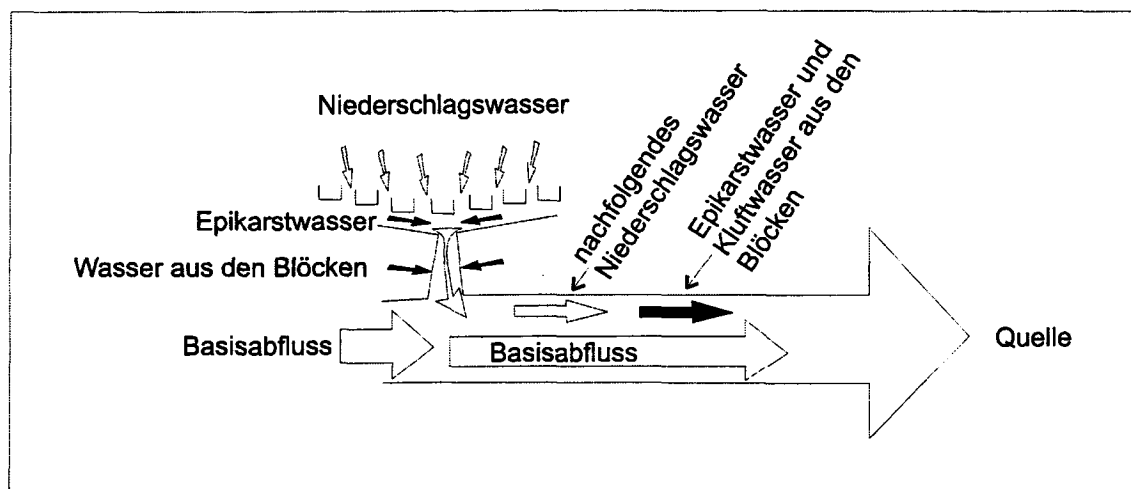 Niederschlagswasser
nachfolgendes
Niederschlagswasser
Epikarstwasser und
Kluftwasser aus den
Blöcken
Epikarstwasser
Wasser aus den Blöcken
Basisabfluss
Basisabfluss
Quelle